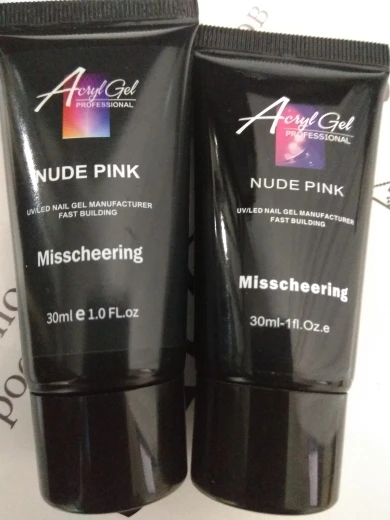 Acryl Gel
PROFESSIONAL
NUDE PINK
UV/LED NAIL GEL MANUFACTURER
FAST BUILDING
Misscheering
30ml e 1.0 FL.oz
Acryl Gel
PROFESSIONAL
NUDE PINK
UV/LED NAIL GEL MANUFACTURER
FAST BUILDING
Misscheering
30ml-1fl.Oz.e